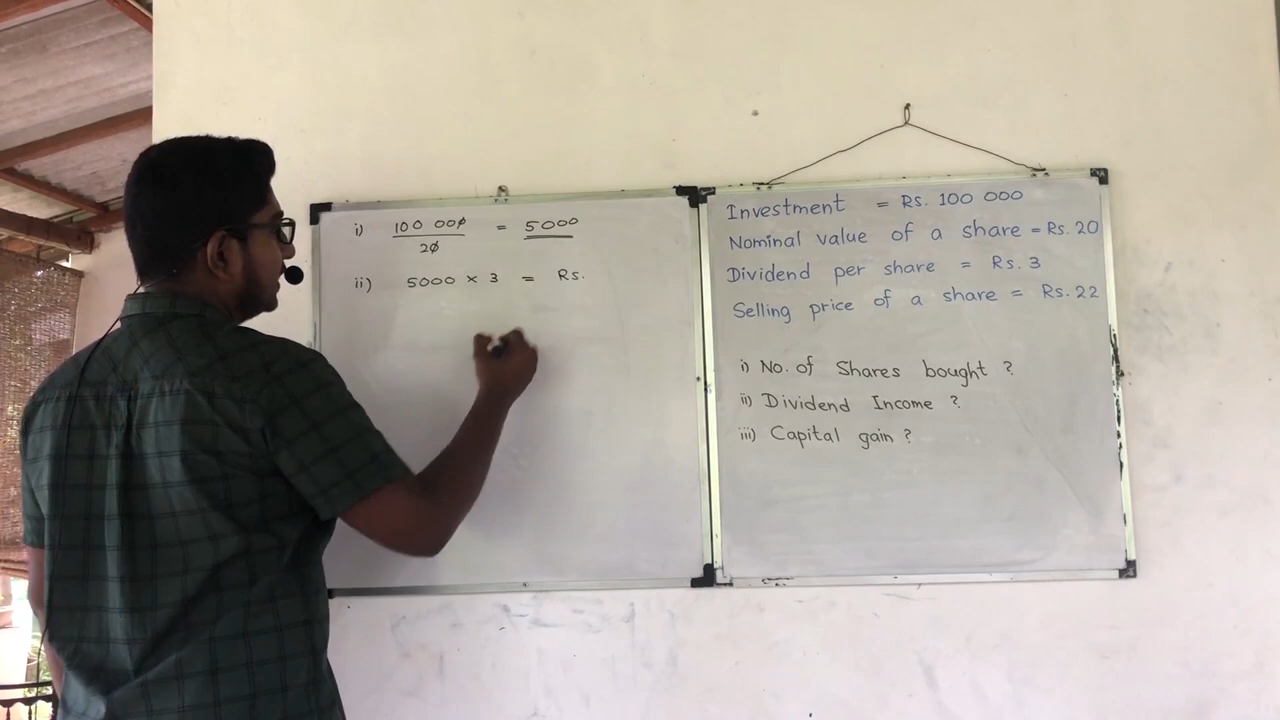 i) 100 000 = 5000
20
ii) 5000 × 3 = Rs.
Investment = Rs. 100 000
Nominal value of a share = Rs. 20
Dividend per share = Rs. 3
Selling price of a share = Rs. 22
i) No. of Shares bought ?
ii) Dividend Income ?
iii) Capital gain ?